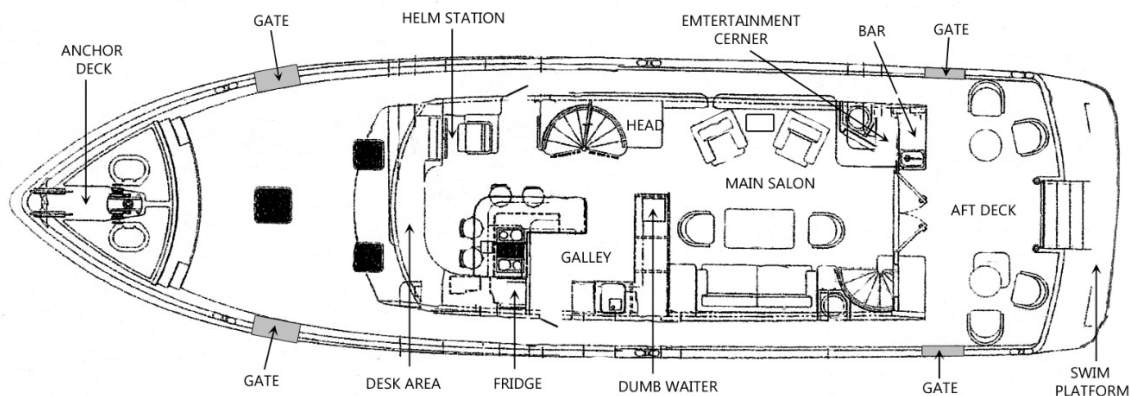 GATE
HELM STATION
EMTERTAINMENT
CERNER
BAR
GATE
ANCHOR
DECK
HEAD
MAIN SALON
AFT DECK
GALLEY
GATE
DESK AREA
FRIDGE
DUMB WAITER
GATE
SWIM
PLATFORM